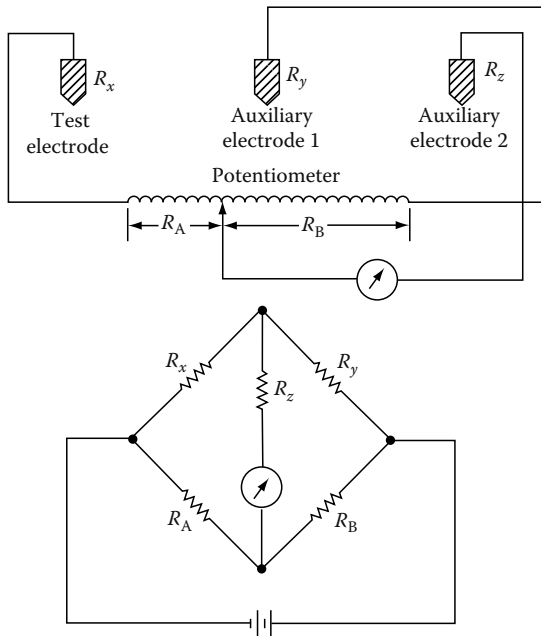 R_x
Test
electrode
R_y
Auxiliary
electrode 1
R_z
Auxiliary
electrode 2
Potentiometer
R_A
R_B
R_x
R_y
R_z
R_A
R_B